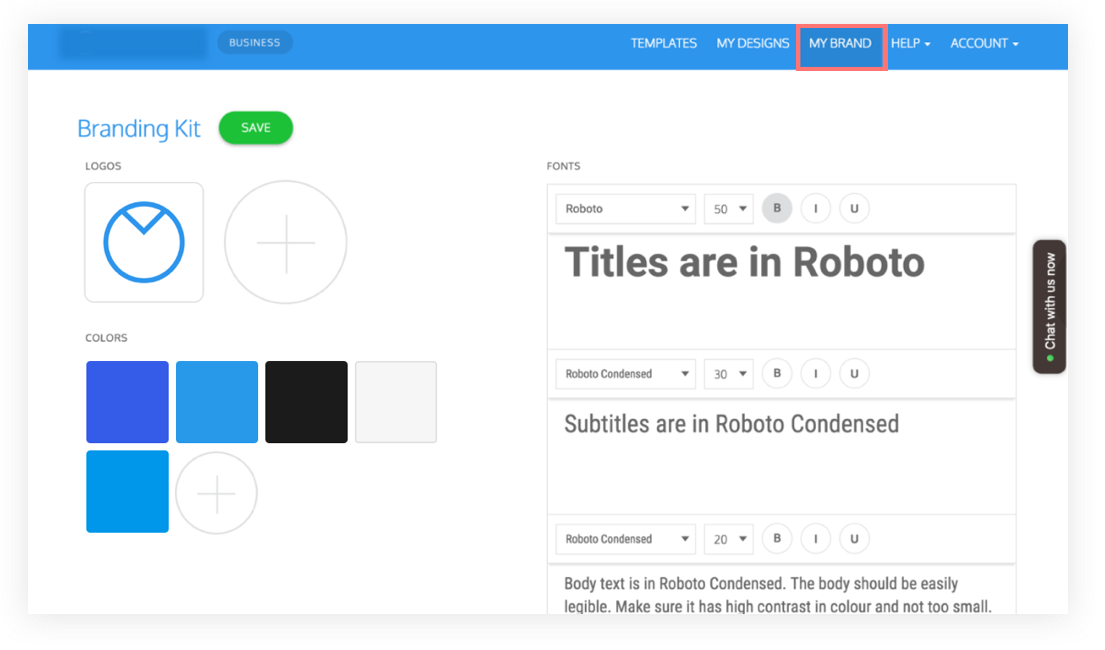 BUSINESS
TEMPLATES MY DESIGNS MY BRAND HELP ACCOUNT
Branding Kit SAVE
LOGOS
COLORS
FONTS
Roboto 50 B I U
Titles are in Roboto
Roboto Condensed 30 B I U
Subtitles are in Roboto Condensed
Roboto Condensed 20 B I U
Body text is in Roboto Condensed. The body should be easily
legible. Make sure it has high contrast in colour and not too small.
Chat with us now